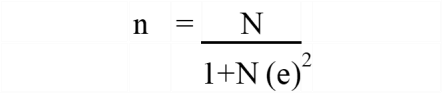 n = N
1+N (e)²